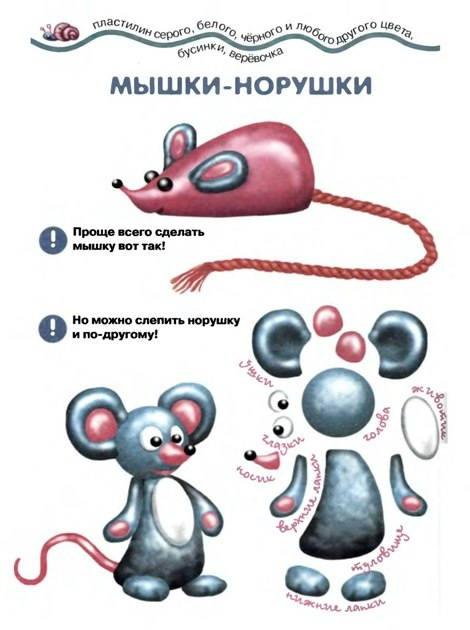 пластилин серого, белого, чёрного и любого другого цвета,
бусинки, верёвочка
МЫШКИ-НОРУШКИ
! Проще всего сделать
мышку вот так!
! Но можно слепить норушку
и по-другому!
ушки
животик
глазки
голова
носик
верхние лапки
туловище
нижние лапки